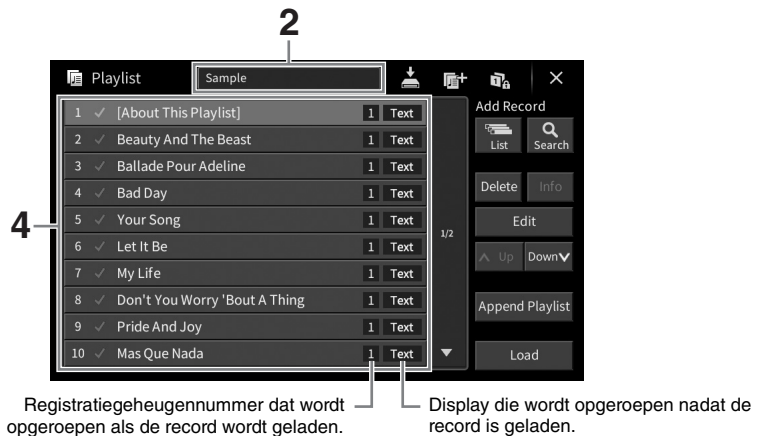 2
Playlist Sample
Add Record
1 [About This Playlist] 1 Text
2 Beauty And The Beast 1 Text
3 Ballade Pour Adeline 1 Text
4 Bad Day 1 Text
5 Your Song 1 Text
6 Let It Be 1 Text
7 My Life 1 Text
8 Don't You Worry 'Bout A Thing 1 Text
9 Pride And Joy 1 Text
10 Mas Que Nada 1 Text
4
1/2
List Search
Delete Info
Edit
Up Down
Append Playlist
Load
Registratiegeheugennummer dat wordt
opgeroepen als de record wordt geladen.
Display die wordt opgeroepen nadat de
record is geladen.